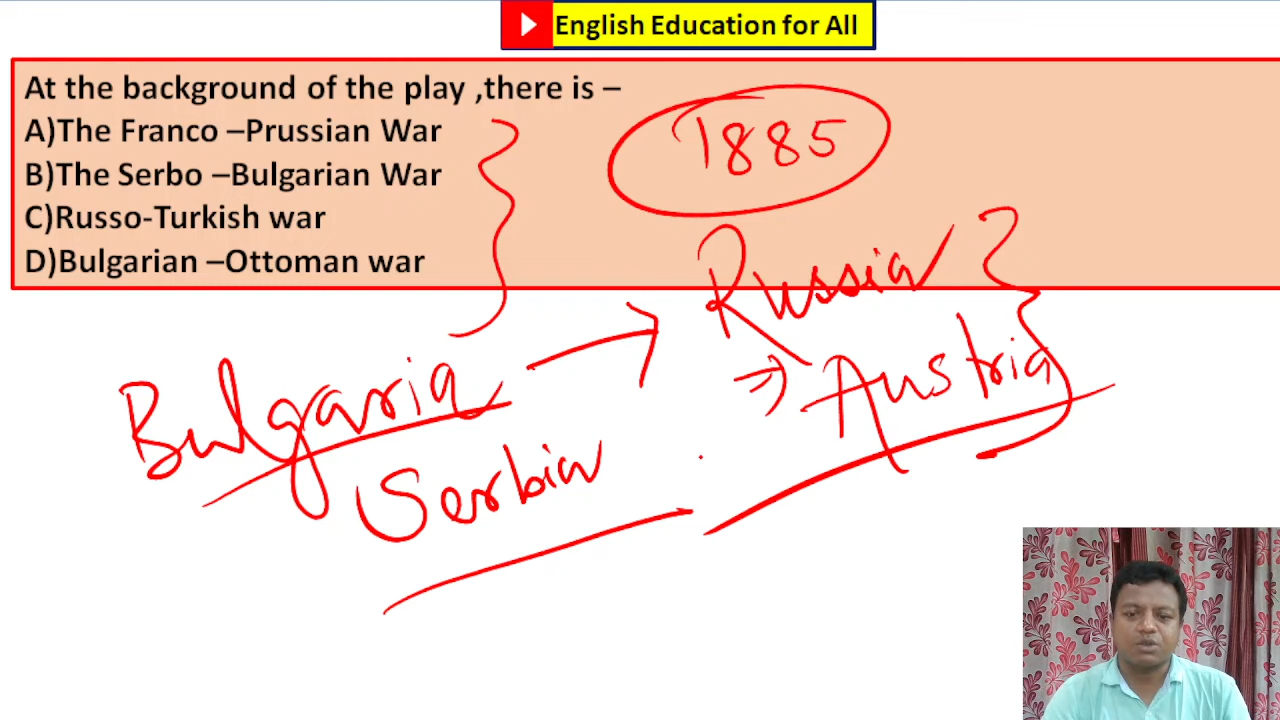 English Education for All
At the background of the play ,there is –
A)The Franco –Prussian War
B)The Serbo –Bulgarian War
C)Russo-Turkish war
D)Bulgarian –Ottoman war
1885
Russia
Bulgaria → ⇒ Austria
Serbia